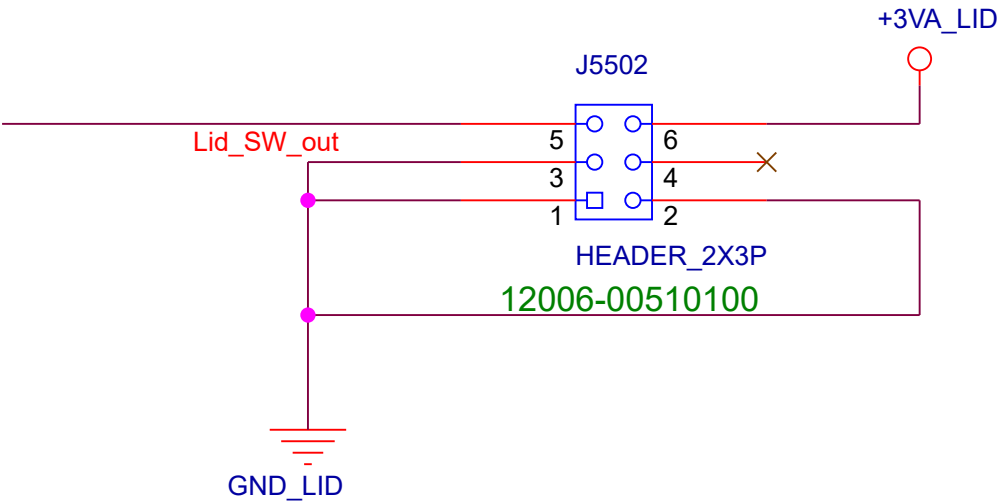 +3VA_LID
J5502
Lid_SW_out
5
6
3
4
1
2
HEADER_2X3P
12006-00510100
GND_LID